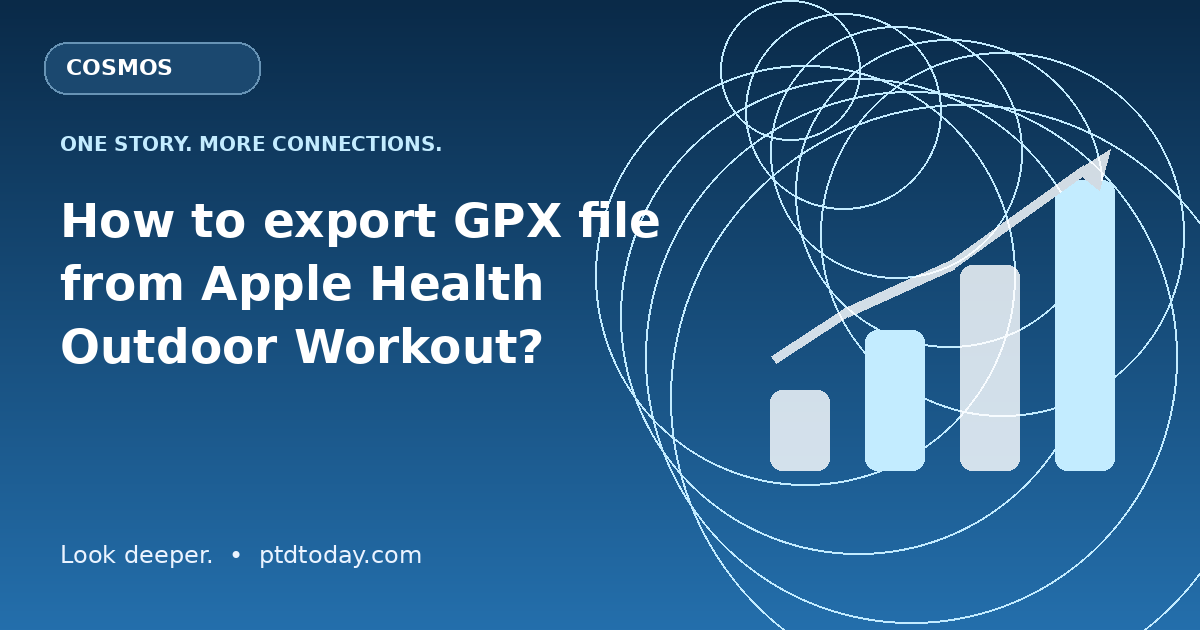 COSMOS
ONE STORY. MORE CONNECTIONS.
How to export GPX file
from Apple Health
Outdoor Workout?
Look deeper. • ptdtoday.com